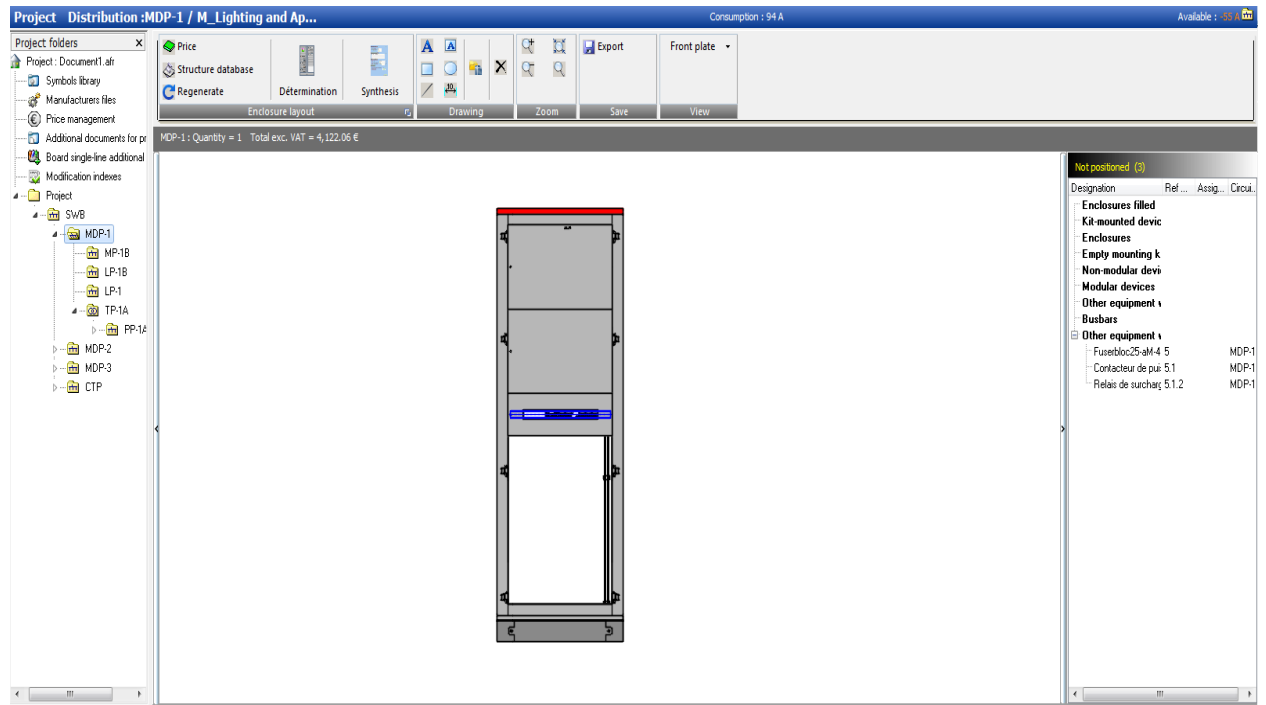 Project Distribution :MDP-1 / M_Lighting and Ap...
Consumption : 94 A
Available : -55 A
Project folders x
Project : Document1.afr
Symbols library
Manufacturers files
Price management
Additional documents for pr
Board single-line additional
Modification indexes
Project
SWB
MDP-1
MP-1B
LP-1B
LP-1
TP-1A
PP-1A
MDP-2
MDP-3
CTP
Price
Structure database
Regenerate
Détermination
Synthesis
Enclosure layout
A A
10
Drawing
Zoom
Export
Save
Front plate
View
MDP-1 : Quantity = 1 Total exc. VAT = 4,122.06 €
Not positioned (3)
Designation Ref ... Assig... Circui..
Enclosures filled
Kit-mounted devic
Enclosures
Empty mounting k
Non-modular devi
Modular devices
Other equipment v
Busbars
Other equipment v
Fuserbloc25-aM-4 5 MDP-1
Contacteur de pui: 5.1 MDP-1
Relais de surcharg 5.1.2 MDP-1